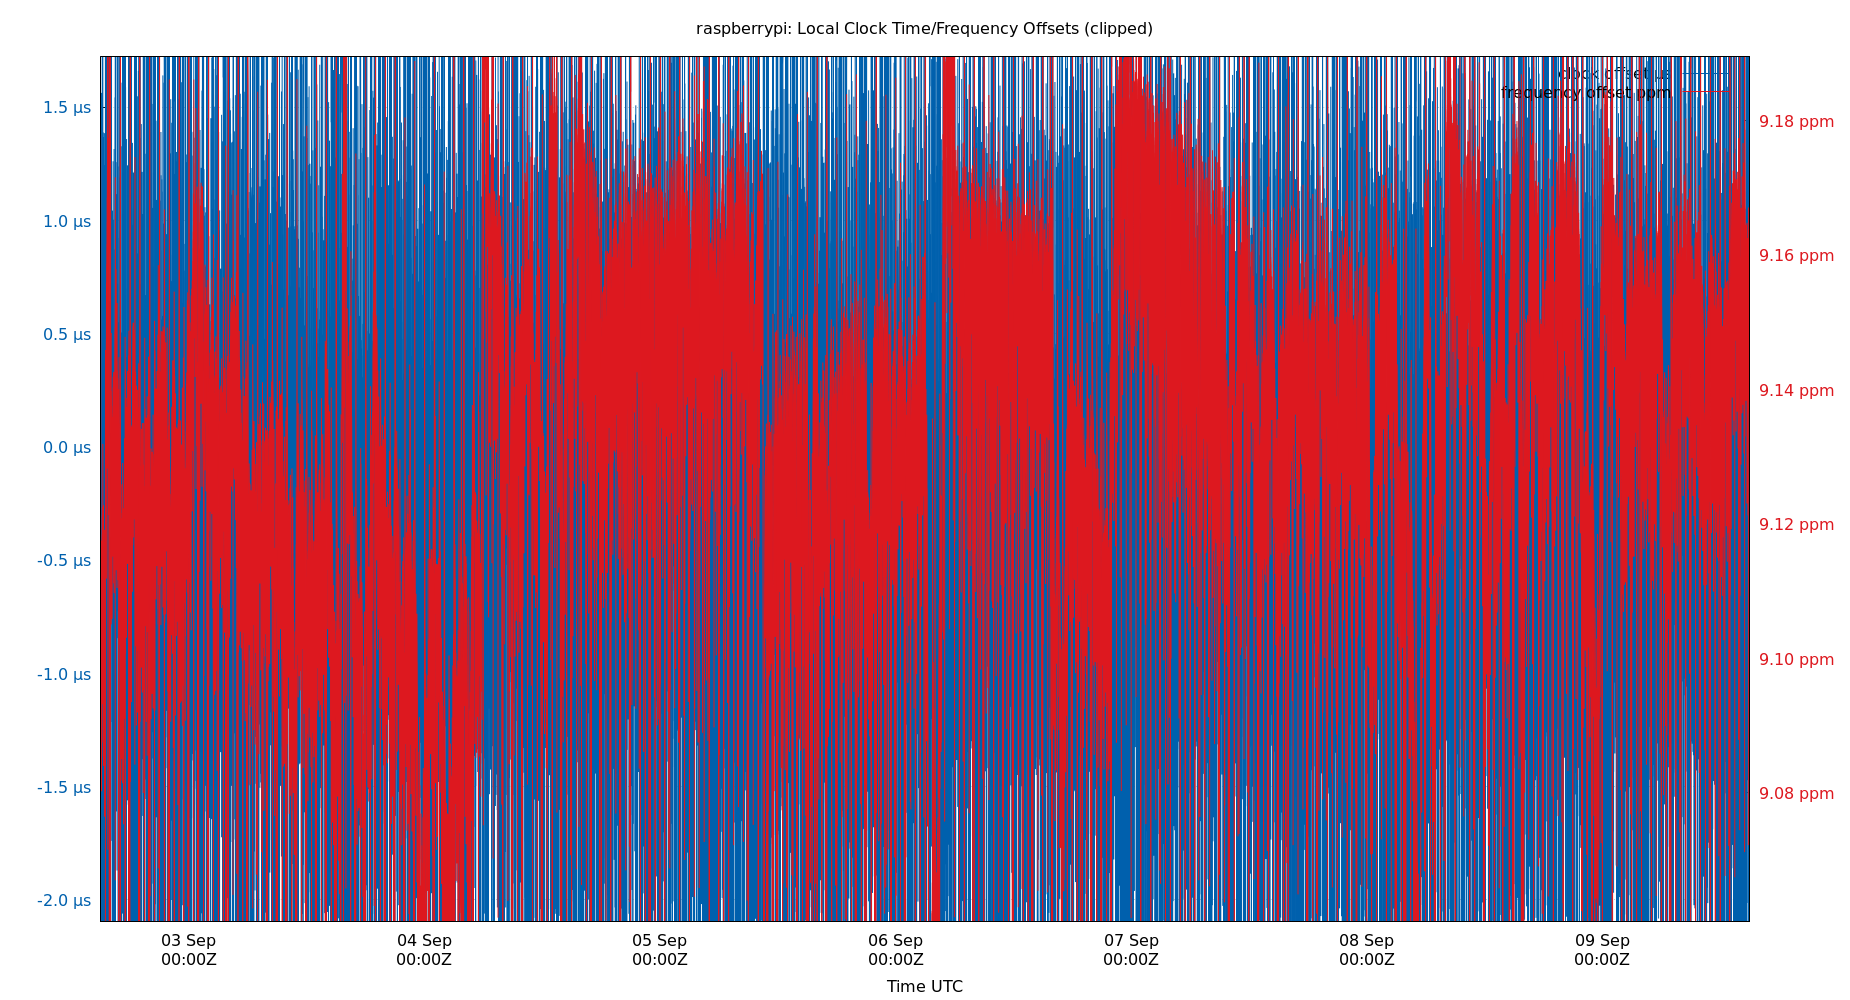 raspberrypi: Local Clock Time/Frequency Offsets (clipped)
clock offset µs
frequency offset ppm
1.5 µs
1.0 µs
0.5 µs
0.0 µs
-0.5 µs
-1.0 µs
-1.5 µs
-2.0 µs
9.18 ppm
9.16 ppm
9.14 ppm
9.12 ppm
9.10 ppm
9.08 ppm
03 Sep 04 Sep 05 Sep 06 Sep 07 Sep 08 Sep 09 Sep
00:00Z 00:00Z 00:00Z 00:00Z 00:00Z 00:00Z 00:00Z
Time UTC